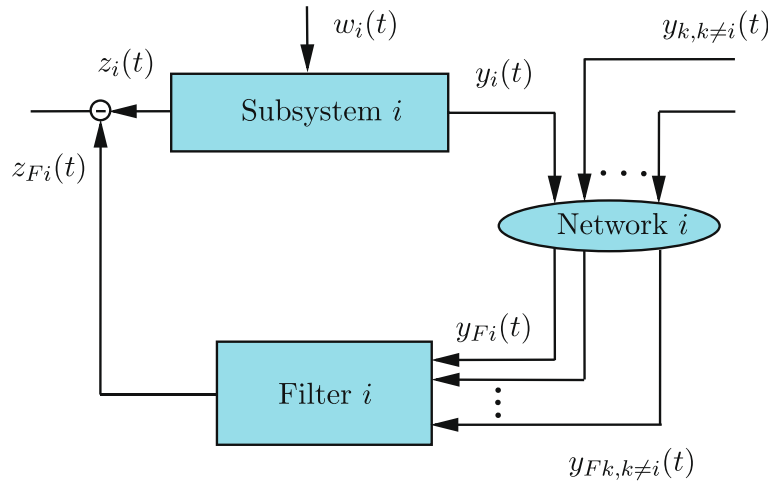 w_i(t)
y_{k,k≠i}(t)
z_i(t)
y_i(t)
Subsystem i
−
z_{Fi}(t)
Network i
y_{Fi}(t)
Filter i
y_{Fk,k≠i}(t)